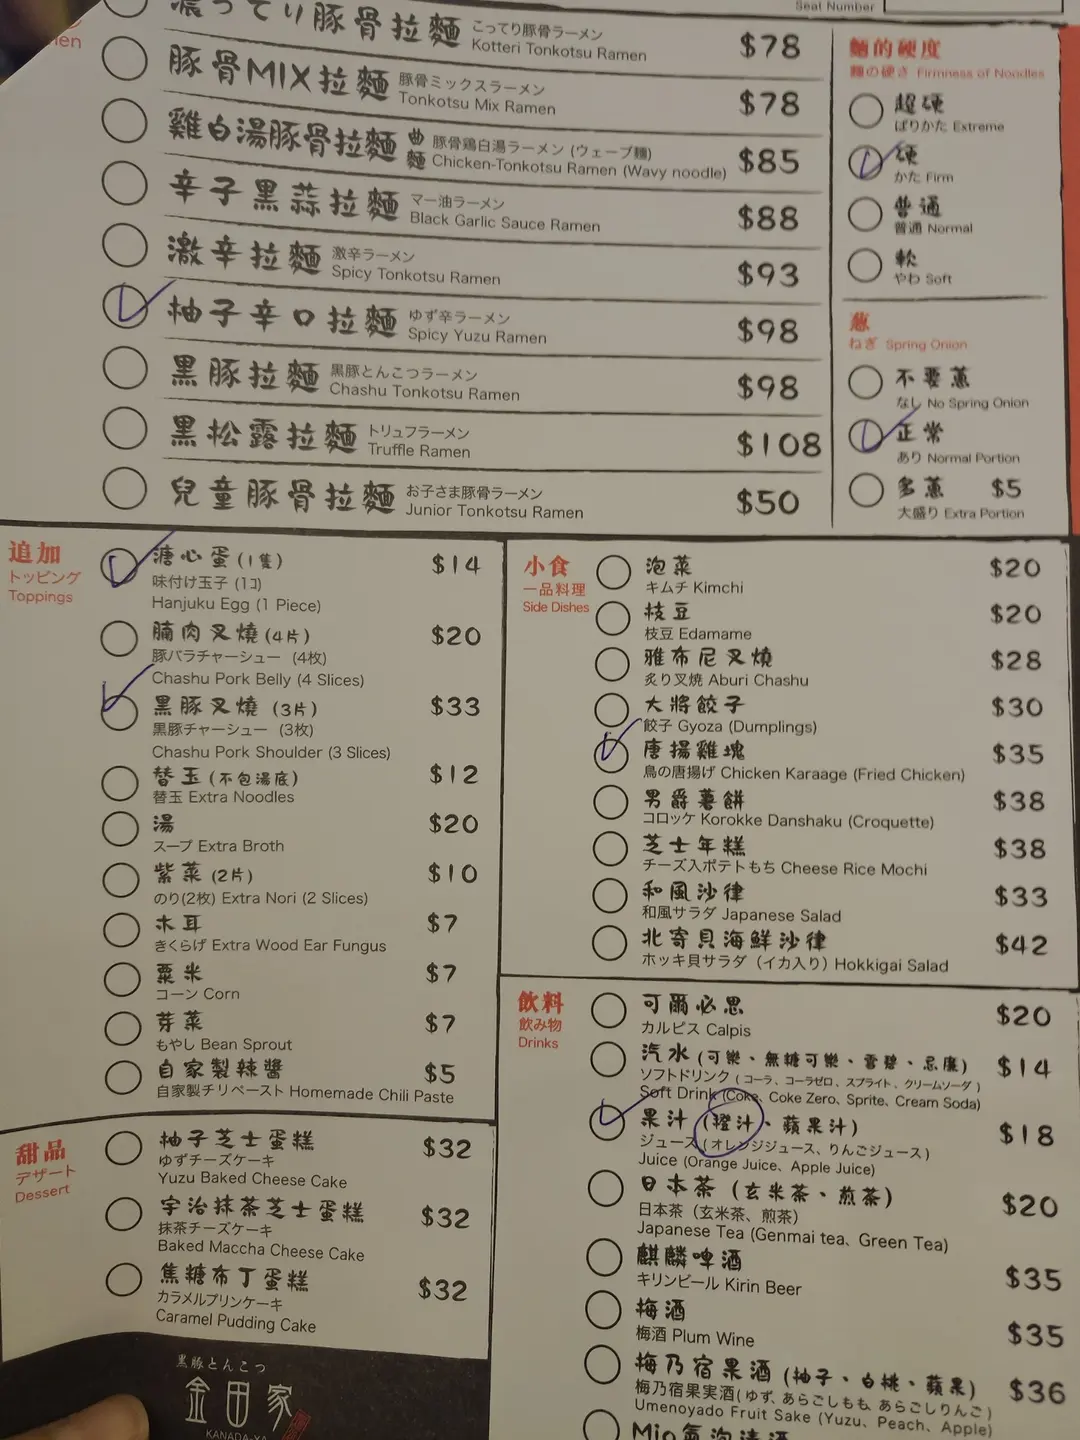 Seat Number
濃ってり豚骨拉麵 こってり豚骨ラーメン $78
Kotteri Tonkotsu Ramen
豚骨MIX拉麵 豚骨ミックスラーメン $78
Tonkotsu Mix Ramen
雞白湯豚骨拉麵 曲麵 豚骨鶏白湯ラーメン (ウェーブ麺) $85
Chicken-Tonkotsu Ramen (Wavy noodle)
辛子黑蒜拉麵 マー油ラーメン $88
Black Garlic Sauce Ramen
激辛拉麵 激辛ラーメン $93
Spicy Tonkotsu Ramen
柚子辛口拉麵 ゆず辛ラーメン $98
Spicy Yuzu Ramen
黑豚拉麵 黒豚とんこつラーメン $98
Chashu Tonkotsu Ramen
黑松露拉麵 トリュフラーメン $108
Truffle Ramen
兒童豚骨拉麵 お子さま豚骨ラーメン $50
Junior Tonkotsu Ramen
麵的硬度
麵の硬さ Firmness of Noodles
超硬
ばりかた Extreme
硬
かた Firm
普通
普通 Normal
軟
やわ Soft
葱
ねぎ Spring Onion
不要蔥
なし No Spring Onion
正常
あり Normal Portion
多蔥 $5
大盛り Extra Portion
追加
トッピング
Toppings
溏心蛋 (1隻) $14
味付け玉子 (1コ)
Hanjuku Egg (1 Piece)
腩肉叉燒 (4片) $20
豚バラチャーシュー (4枚)
Chashu Pork Belly (4 Slices)
黑豚叉燒 (3片) $33
黒豚チャーシュー (3枚)
Chashu Pork Shoulder (3 Slices)
替玉 (不包湯底) $12
替玉 Extra Noodles
湯 $20
スープ Extra Broth
紫菜 (2片) $10
のり(2枚) Extra Nori (2 Slices)
木耳 $7
きくらげ Extra Wood Ear Fungus
粟米 $7
コーン Corn
芽菜 $7
もやし Bean Sprout
自家製辣醬 $5
自家製チリペースト Homemade Chili Paste
小食
一品料理
Side Dishes
泡菜 $20
キムチ Kimchi
枝豆 $20
枝豆 Edamame
雅布尼叉燒 $28
炙り叉焼 Aburi Chashu
大將餃子 $30
餃子 Gyoza (Dumplings)
唐揚雞塊 $35
鳥の唐揚げ Chicken Karaage (Fried Chicken)
男爵薯餅 $38
コロッケ Korokke Danshaku (Croquette)
芝士年糕 $38
チーズ入ポテトもち Cheese Rice Mochi
和風沙律 $33
和風サラダ Japanese Salad
北寄貝海鮮沙律 $42
ホッキ貝サラダ (イカ入り) Hokkigai Salad
甜品
デザート
Dessert
柚子芝士蛋糕 $32
ゆずチーズケーキ
Yuzu Baked Cheese Cake
宇治抹茶芝士蛋糕 $32
抹茶チーズケーキ
Baked Maccha Cheese Cake
焦糖布丁蛋糕 $32
カラメルプリンケーキ
Caramel Pudding Cake
飲料
飲み物
Drinks
可爾必思 $20
カルピス Calpis
汽水 (可樂、無糖可樂、雪碧、忌廉) $14
ソフトドリンク (コーラ、コーラゼロ、スプライト、クリームソーダ)
Soft Drink (Coke、Coke Zero、Sprite、Cream Soda)
果汁 (橙汁、蘋果汁) $18
ジュース (オレンジジュース、りんごジュース)
Juice (Orange Juice、Apple Juice)
日本茶 (玄米茶、煎茶) $20
日本茶 (玄米茶、煎茶)
Japanese Tea (Genmai tea、Green Tea)
麒麟啤酒 $35
キリンビール Kirin Beer
梅酒 $35
梅酒 Plum Wine
梅乃宿果酒 (柚子、白桃、蘋果) $36
梅乃宿果実酒(ゆず、あらごしもも、あらごしりんご)
Umenoyado Fruit Sake (Yuzu、Peach、Apple)
黒豚とんこつ
金田家
KANADA-YA